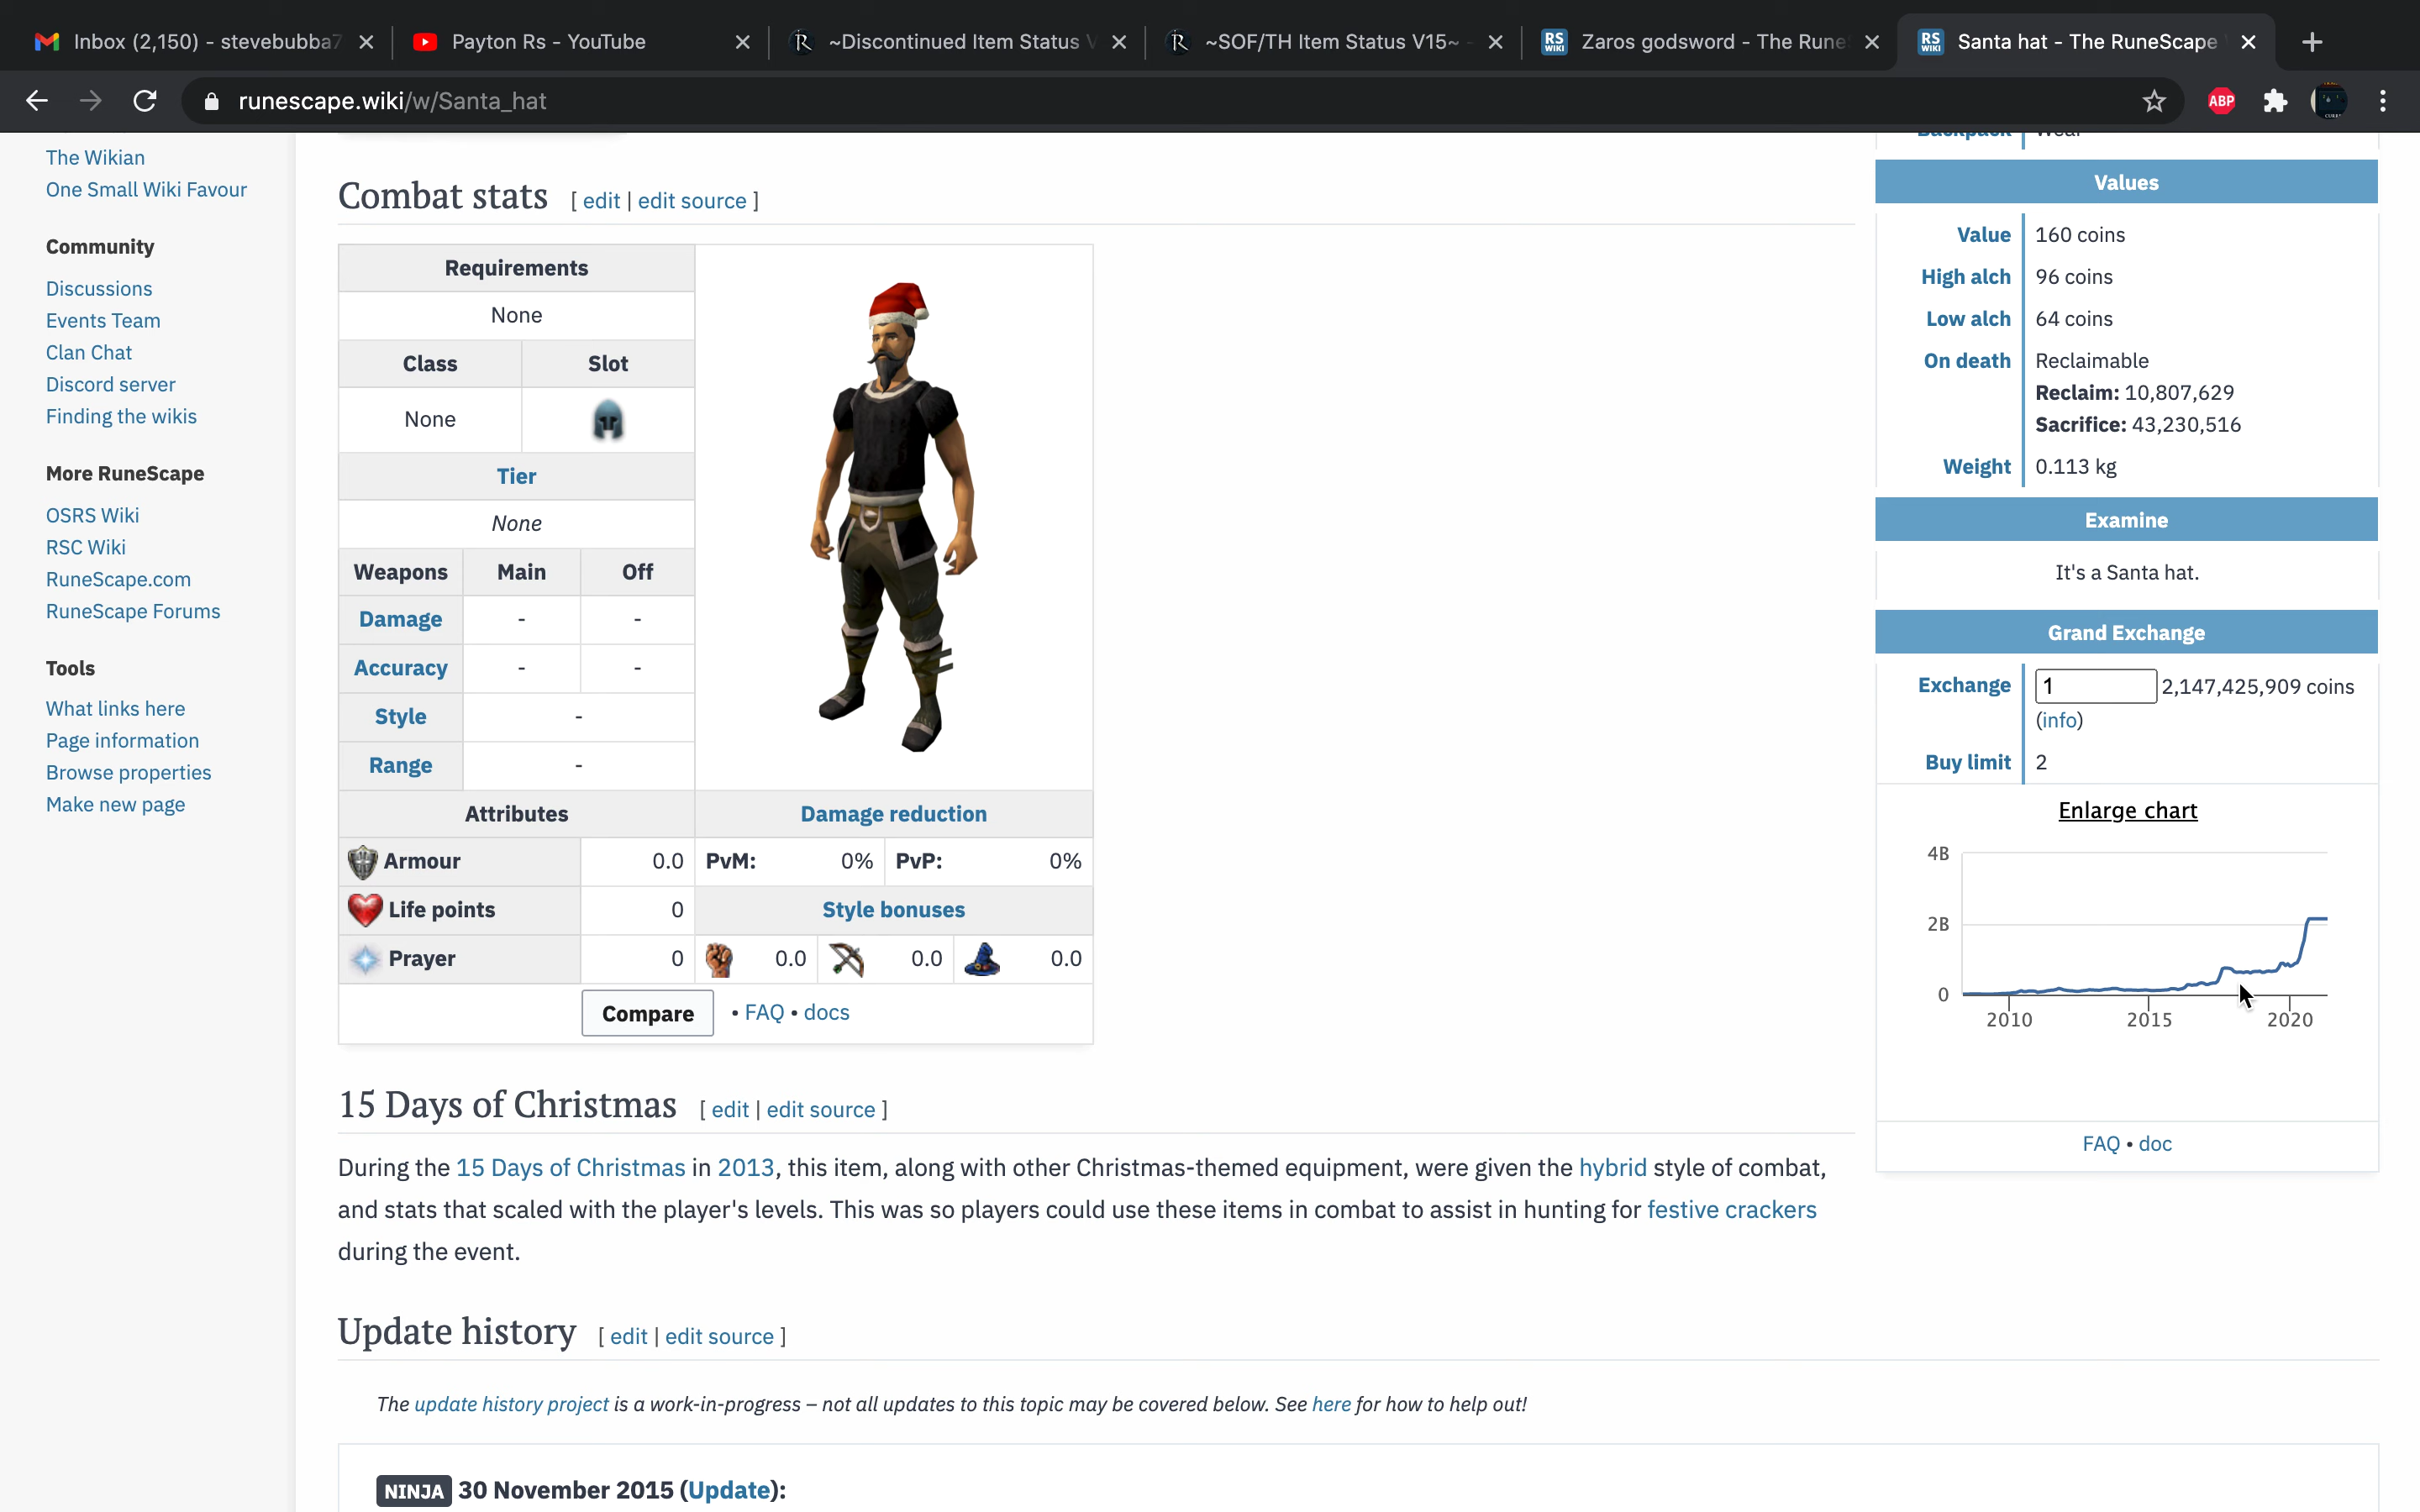 Inbox (2,150) - stevebubba7
Payton Rs - YouTube
~Discontinued Item Status V
~SOF/TH Item Status V15~ -
RS WIKI
Zaros godsword - The Rune
RS WIKI
Santa hat - The RuneScape
runescape.wiki/w/Santa_hat
ABP
The Wikian
One Small Wiki Favour
Community
Discussions
Events Team
Clan Chat
Discord server
Finding the wikis
More RuneScape
OSRS Wiki
RSC Wiki
RuneScape.com
RuneScape Forums
Tools
What links here
Page information
Browse properties
Make new page
Combat stats [ edit | edit source ]
Requirements
None
Class Slot
None
Tier
None
Weapons Main Off
Damage - -
Accuracy - -
Style -
Range -
Attributes Damage reduction
Armour 0.0 PvM: 0% PvP: 0%
Life points 0 Style bonuses
Prayer 0 0.0 0.0 0.0
Compare • FAQ • docs
15 Days of Christmas [ edit | edit source ]
During the 15 Days of Christmas in 2013, this item, along with other Christmas-themed equipment, were given the hybrid style of combat,
and stats that scaled with the player's levels. This was so players could use these items in combat to assist in hunting for festive crackers
during the event.
Update history [ edit | edit source ]
The update history project is a work-in-progress – not all updates to this topic may be covered below. See here for how to help out!
NINJA 30 November 2015 (Update):
Backpack Wear
Values
Value 160 coins
High alch 96 coins
Low alch 64 coins
On death Reclaimable
Reclaim: 10,807,629
Sacrifice: 43,230,516
Weight 0.113 kg
Examine
It's a Santa hat.
Grand Exchange
Exchange 1 2,147,425,909 coins
(info)
Buy limit 2
Enlarge chart
4B
2B
0
2010 2015 2020
FAQ • doc